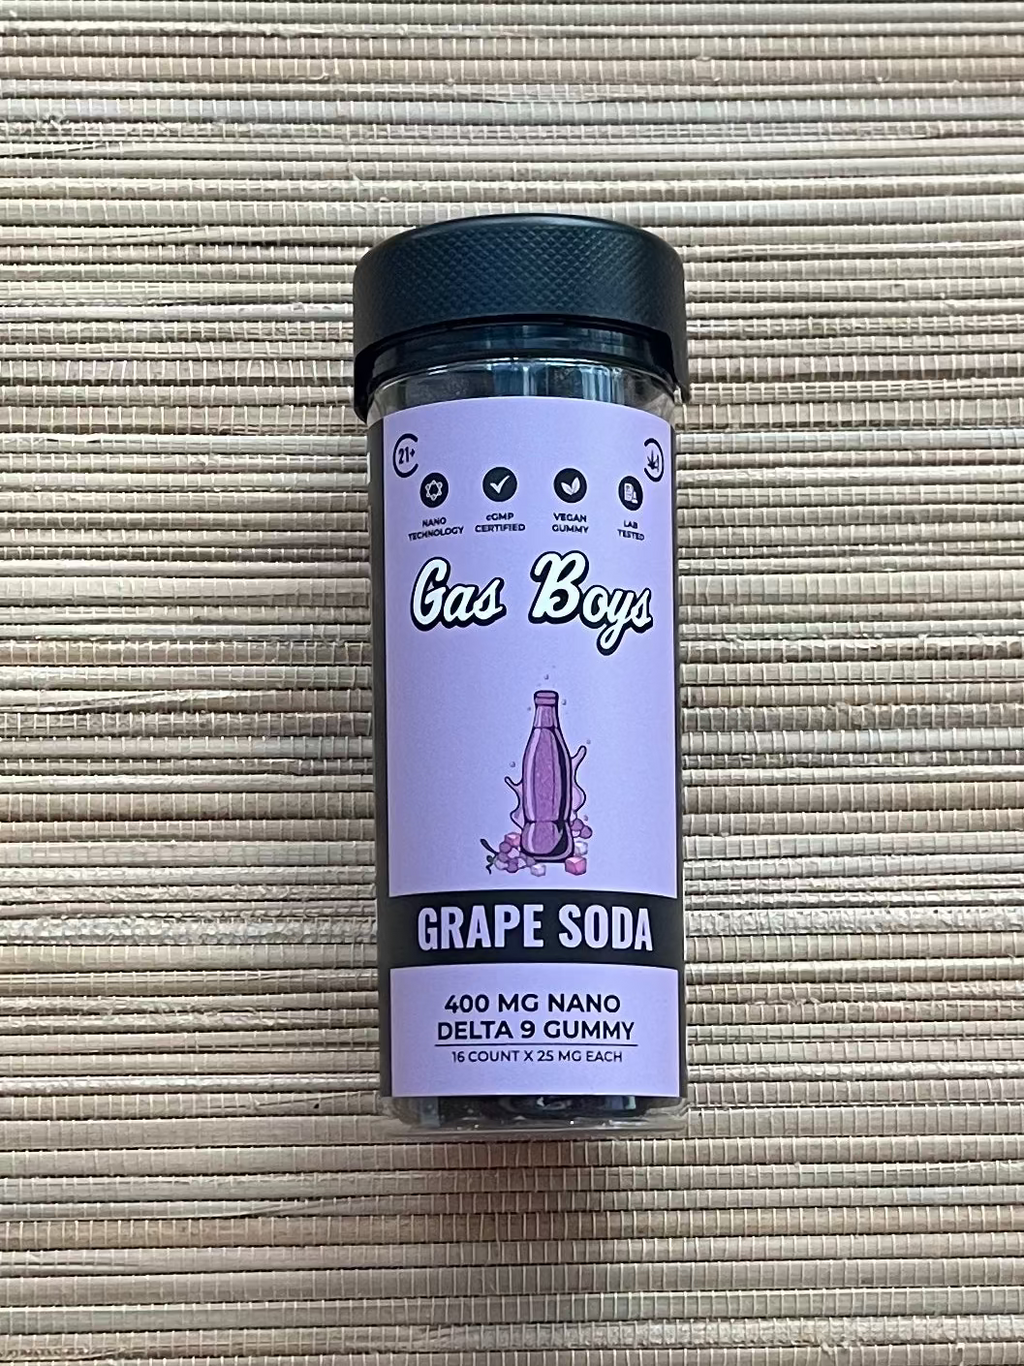 21+
NANO
TECHNOLOGY
cGMP
CERTIFIED
VEGAN
GUMMY
LAB
TESTED
Gas Boys
GRAPE SODA
400 MG NANO
DELTA 9 GUMMY
16 COUNT X 25 MG EACH